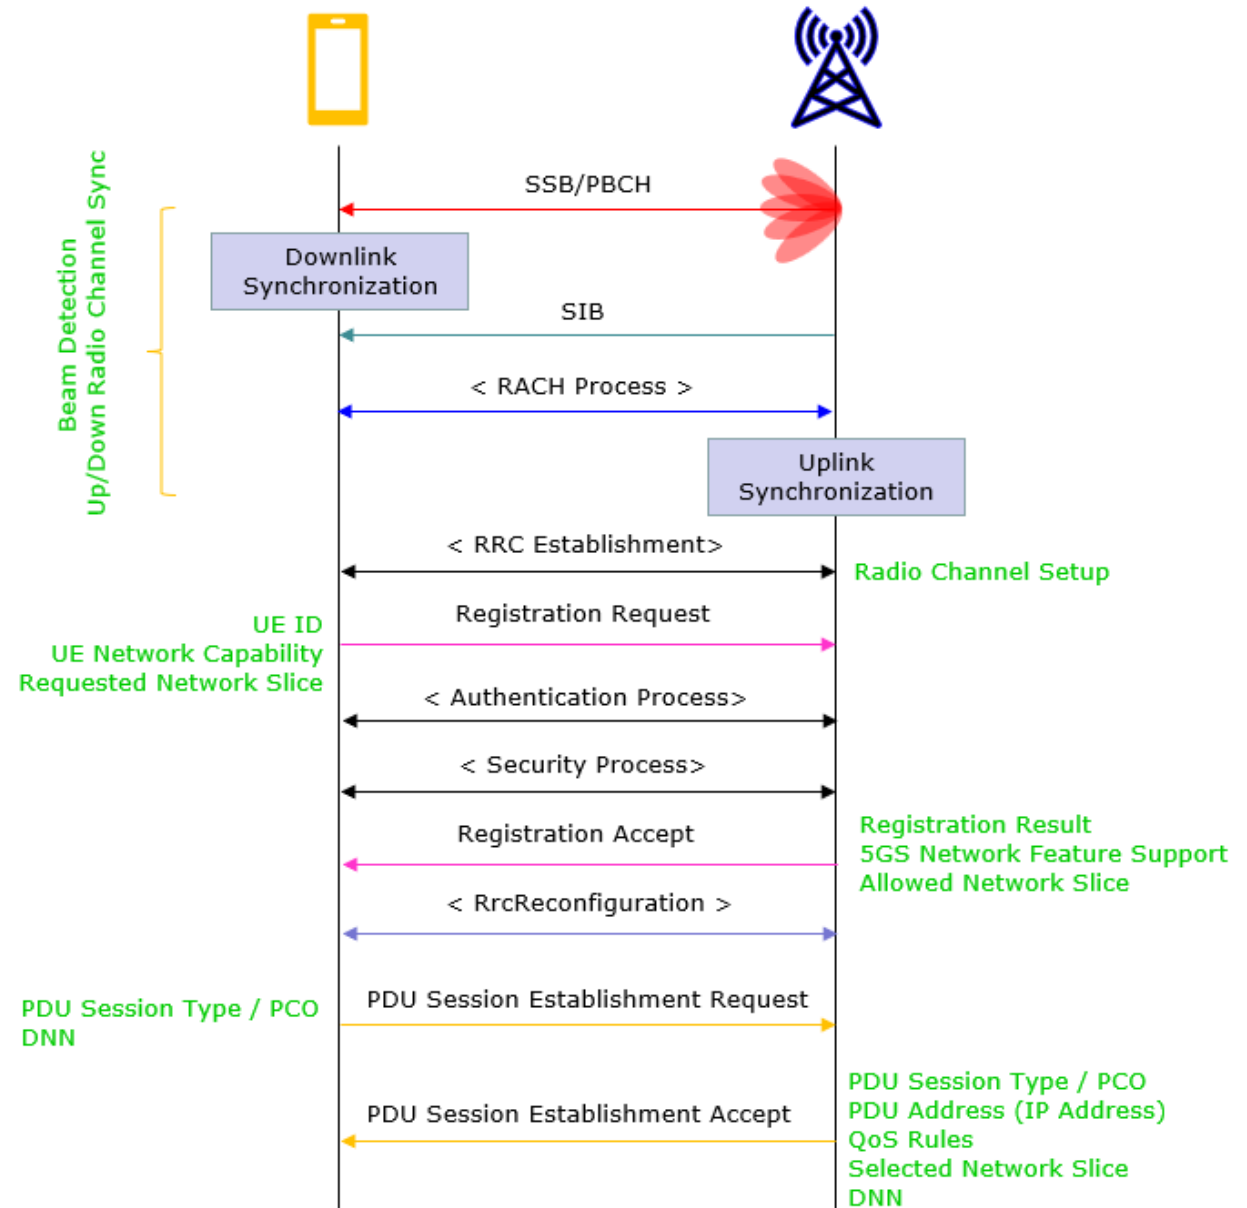 SSB/PBCH
Beam Detection
Up/Down Radio Channel Sync
Downlink
Synchronization
SIB
< RACH Process >
Uplink
Synchronization
< RRC Establishment>
Radio Channel Setup
Registration Request
UE ID
UE Network Capability
Requested Network Slice
< Authentication Process>
< Security Process>
Registration Accept
Registration Result
5GS Network Feature Support
Allowed Network Slice
< RrcReconfiguration >
PDU Session Type / PCO
DNN
PDU Session Establishment Request
PDU Session Establishment Accept
PDU Session Type / PCO
PDU Address (IP Address)
QoS Rules
Selected Network Slice
DNN